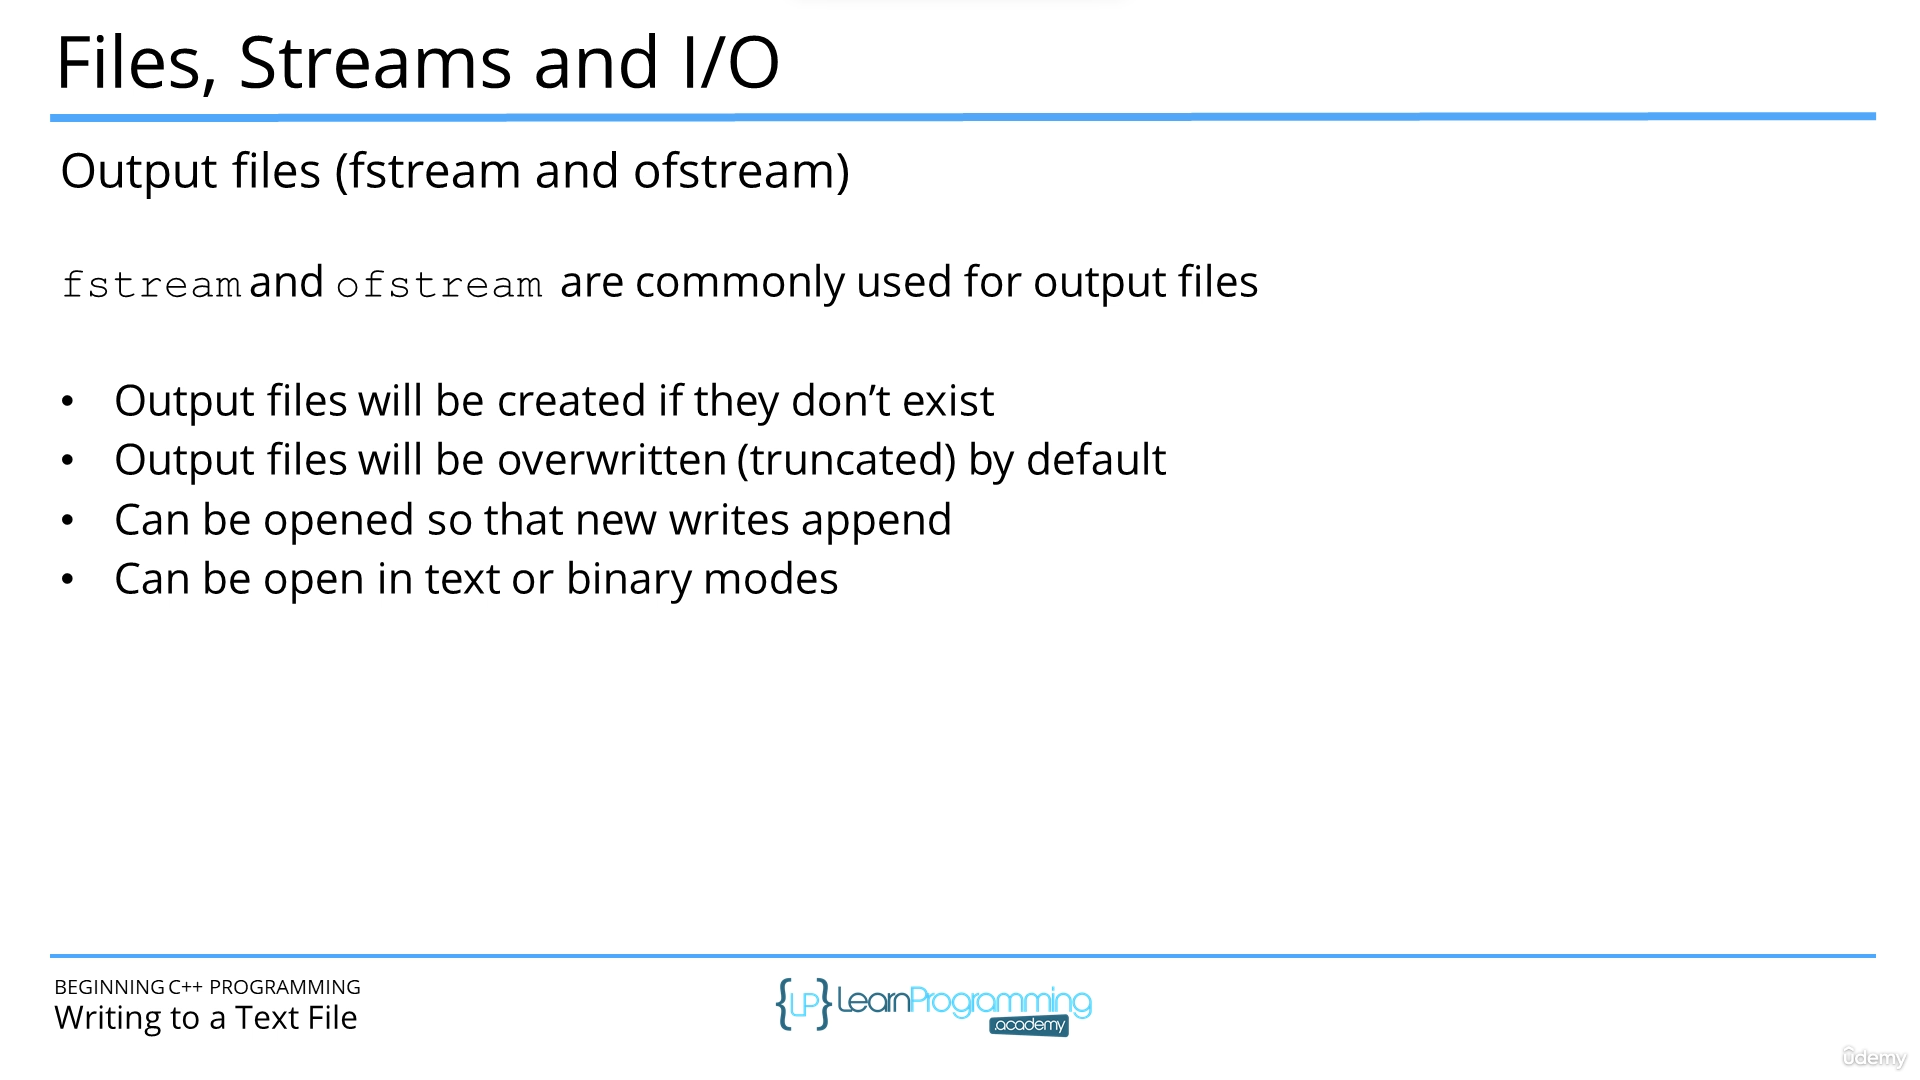 Files, Streams and I/O
Output files (fstream and ofstream)
fstream and ofstream are commonly used for output files
• Output files will be created if they don’t exist
• Output files will be overwritten (truncated) by default
• Can be opened so that new writes append
• Can be open in text or binary modes
BEGINNING C++ PROGRAMMING
Writing to a Text File
{LP} LearnProgramming
.academy
ûdemy